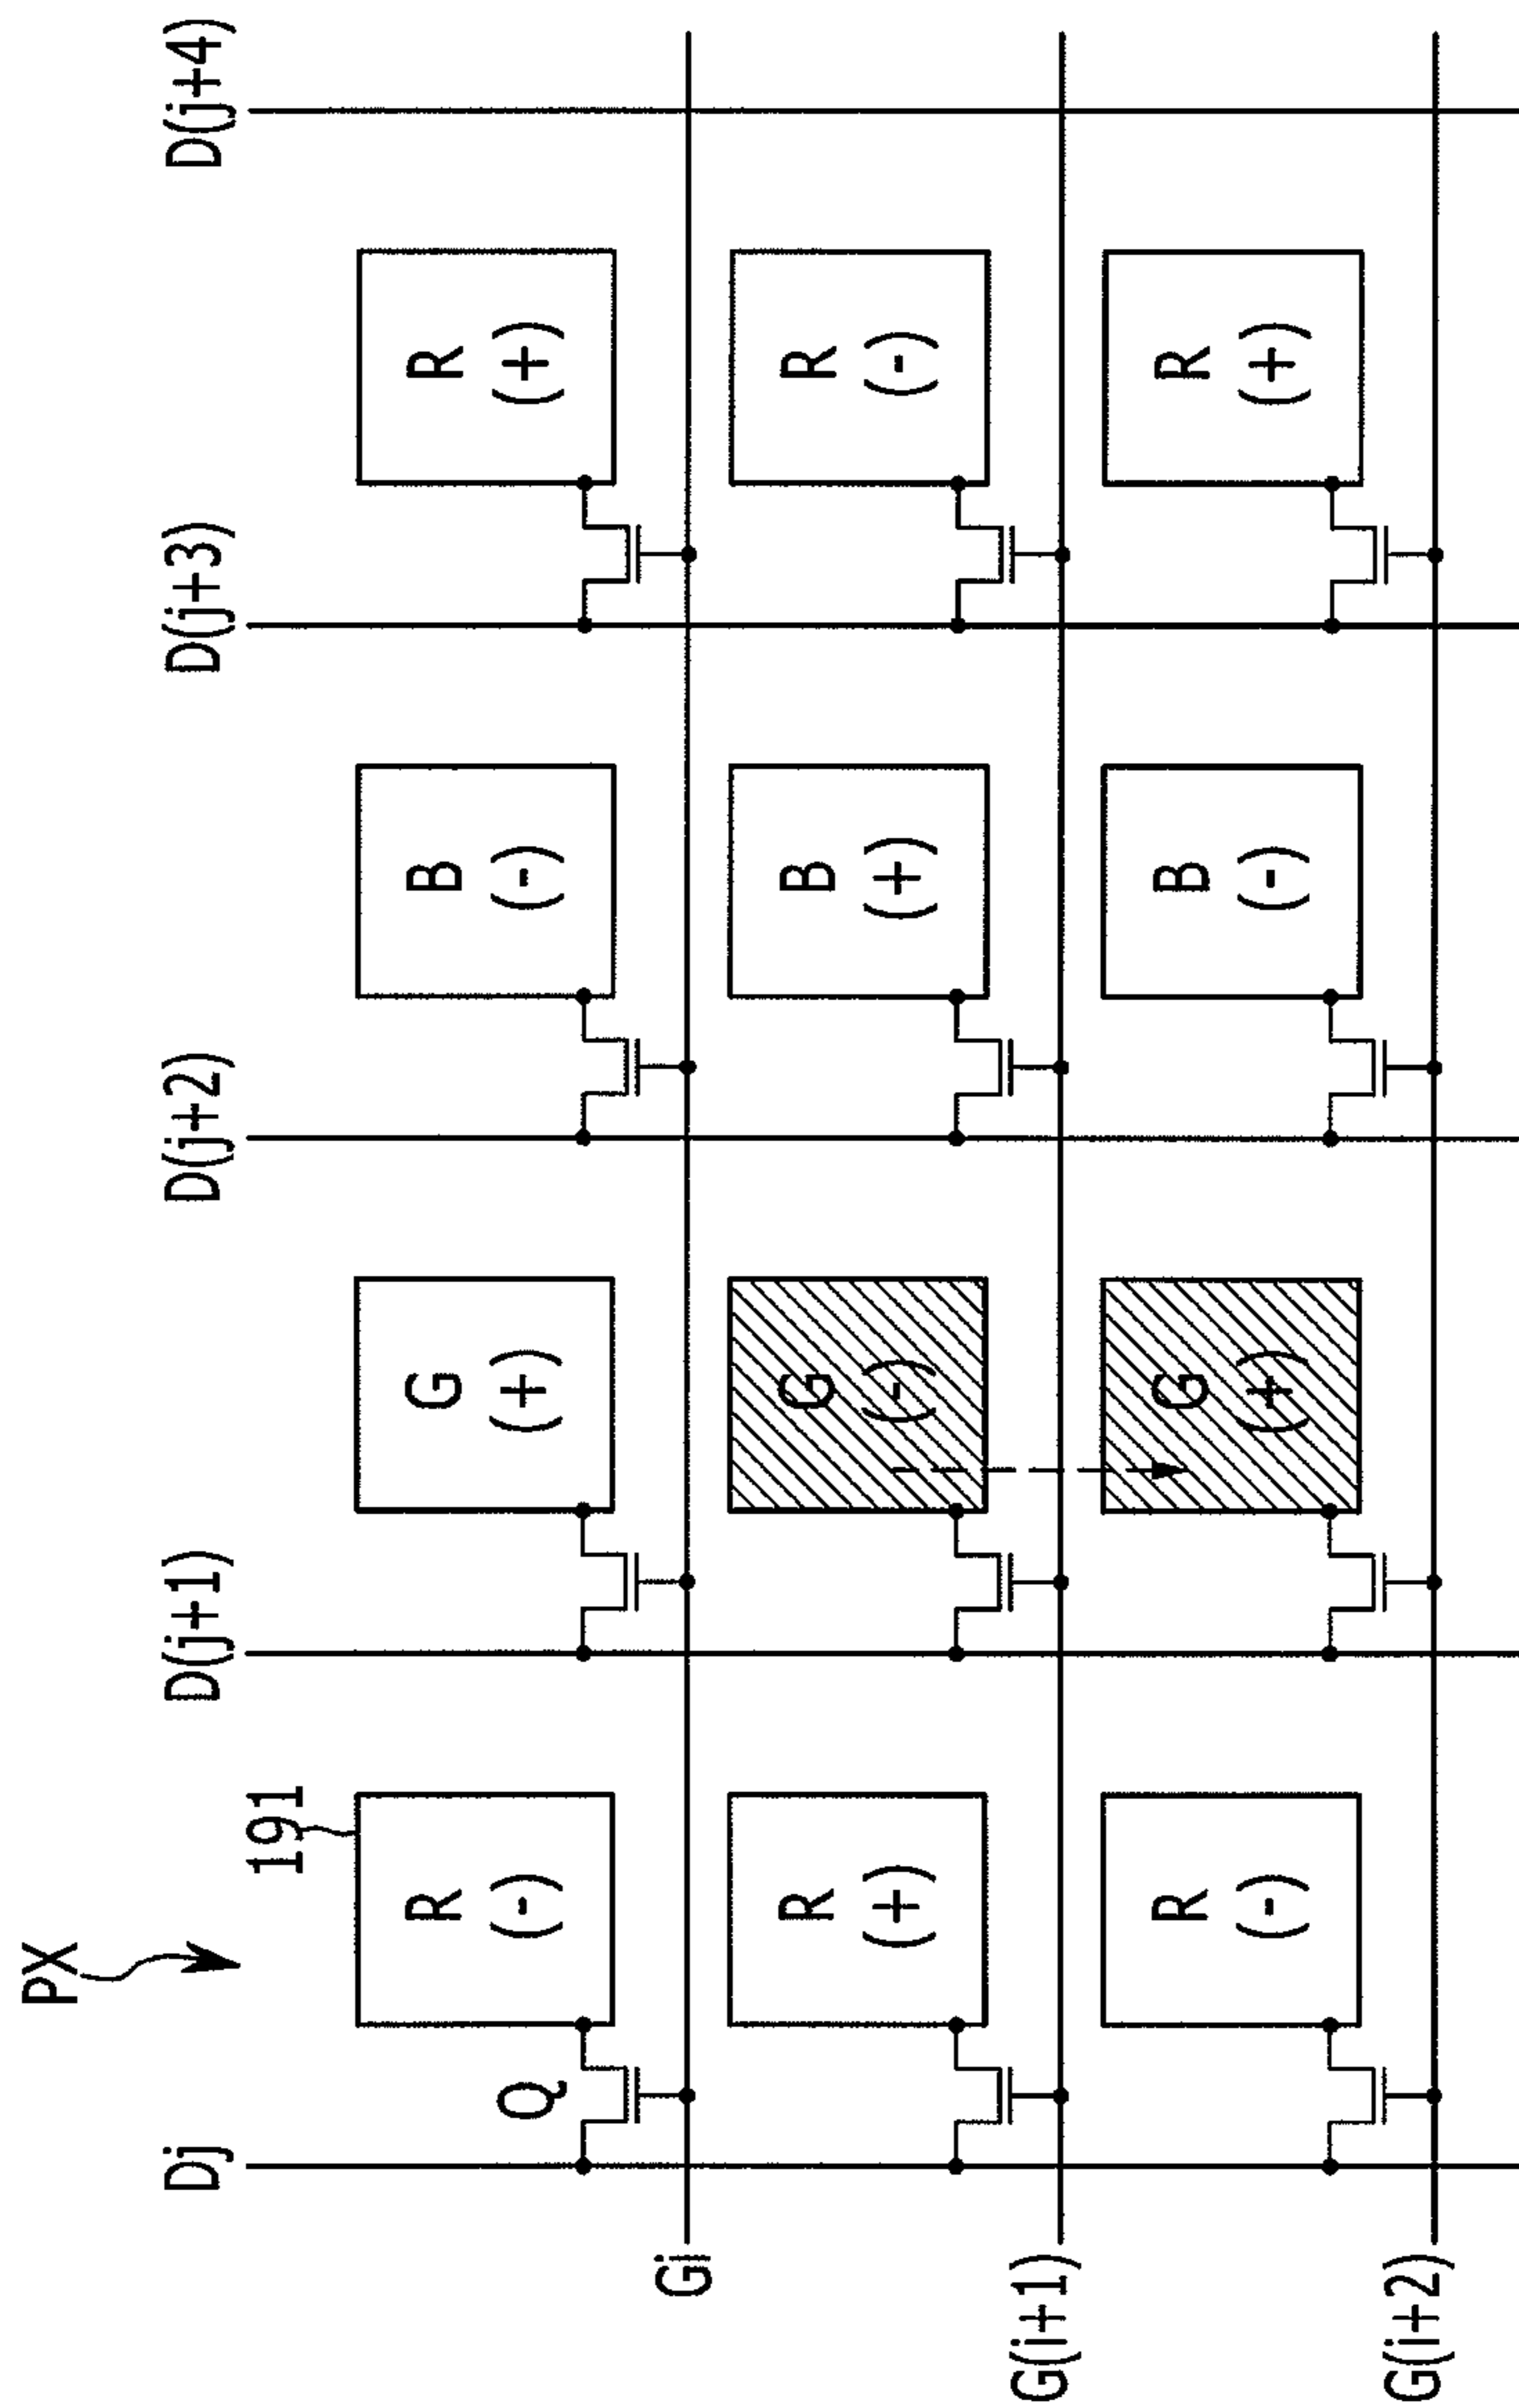 PX
Dj D(j+1) D(j+2) D(j+3) D(j+4)
191
R G B R
Q (-) (+) (-) (+)
Gi
R G B R
(+) (-) (+) (-)
G(i+1)
R G B R
(-) (+) (-) (+)
G(i+2)